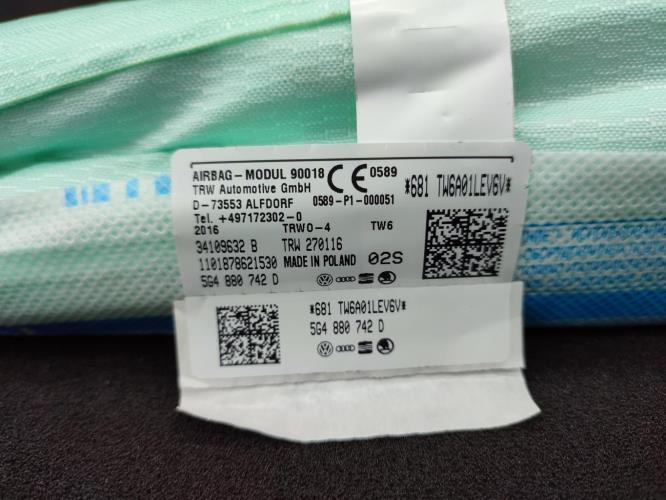 AIRBAG-MODUL 90018 CE 0589
TRW Automotive GmbH
D-73553 ALFDORF 0589-P1-000051
*681 TW6A01LEV6V*
Tel. +497172302-0
2016 TRWO-4 TW6
34109632 B TRW 270116
1101878621530 MADE IN POLAND 02S
5G4 880 742 D
*681 TW6A01LEV6V*
5G4 880 742 D